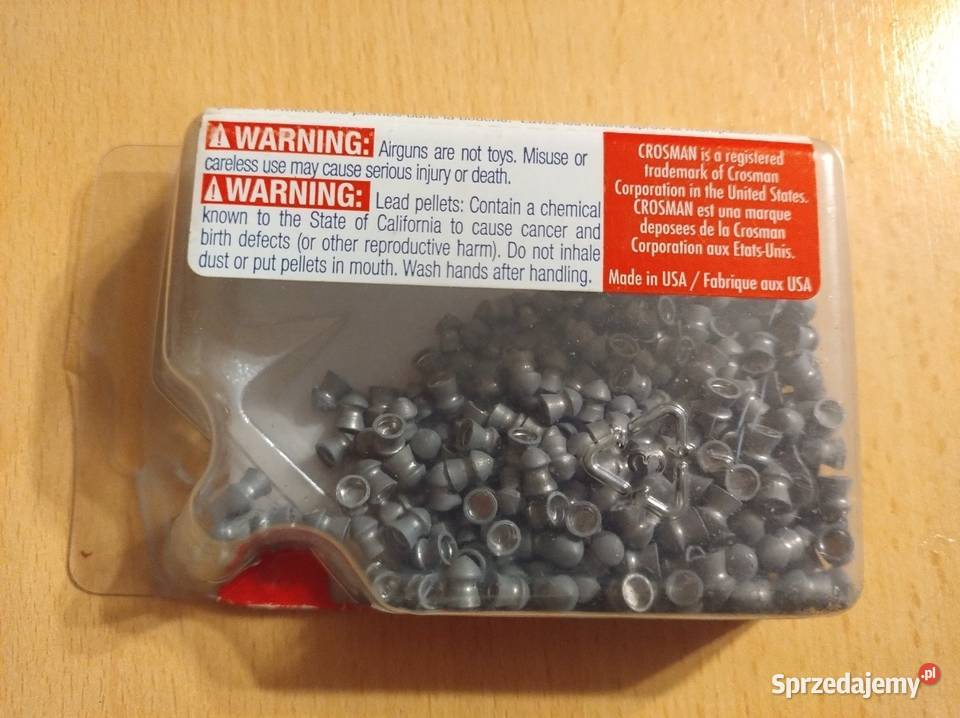 WARNING: Airguns are not toys. Misuse or
careless use may cause serious injury or death.
WARNING: Lead pellets: Contain a chemical
known to the State of California to cause cancer and
birth defects (or other reproductive harm). Do not inhale
dust or put pellets in mouth. Wash hands after handling.
CROSMAN is a registered
trademark of Crosman
Corporation in the United States.
CROSMAN est una marque
deposees de la Crosman
Corporation aux Etats-Unis.
Made in USA / Fabrique aux USA
Sprzedajemy.pl